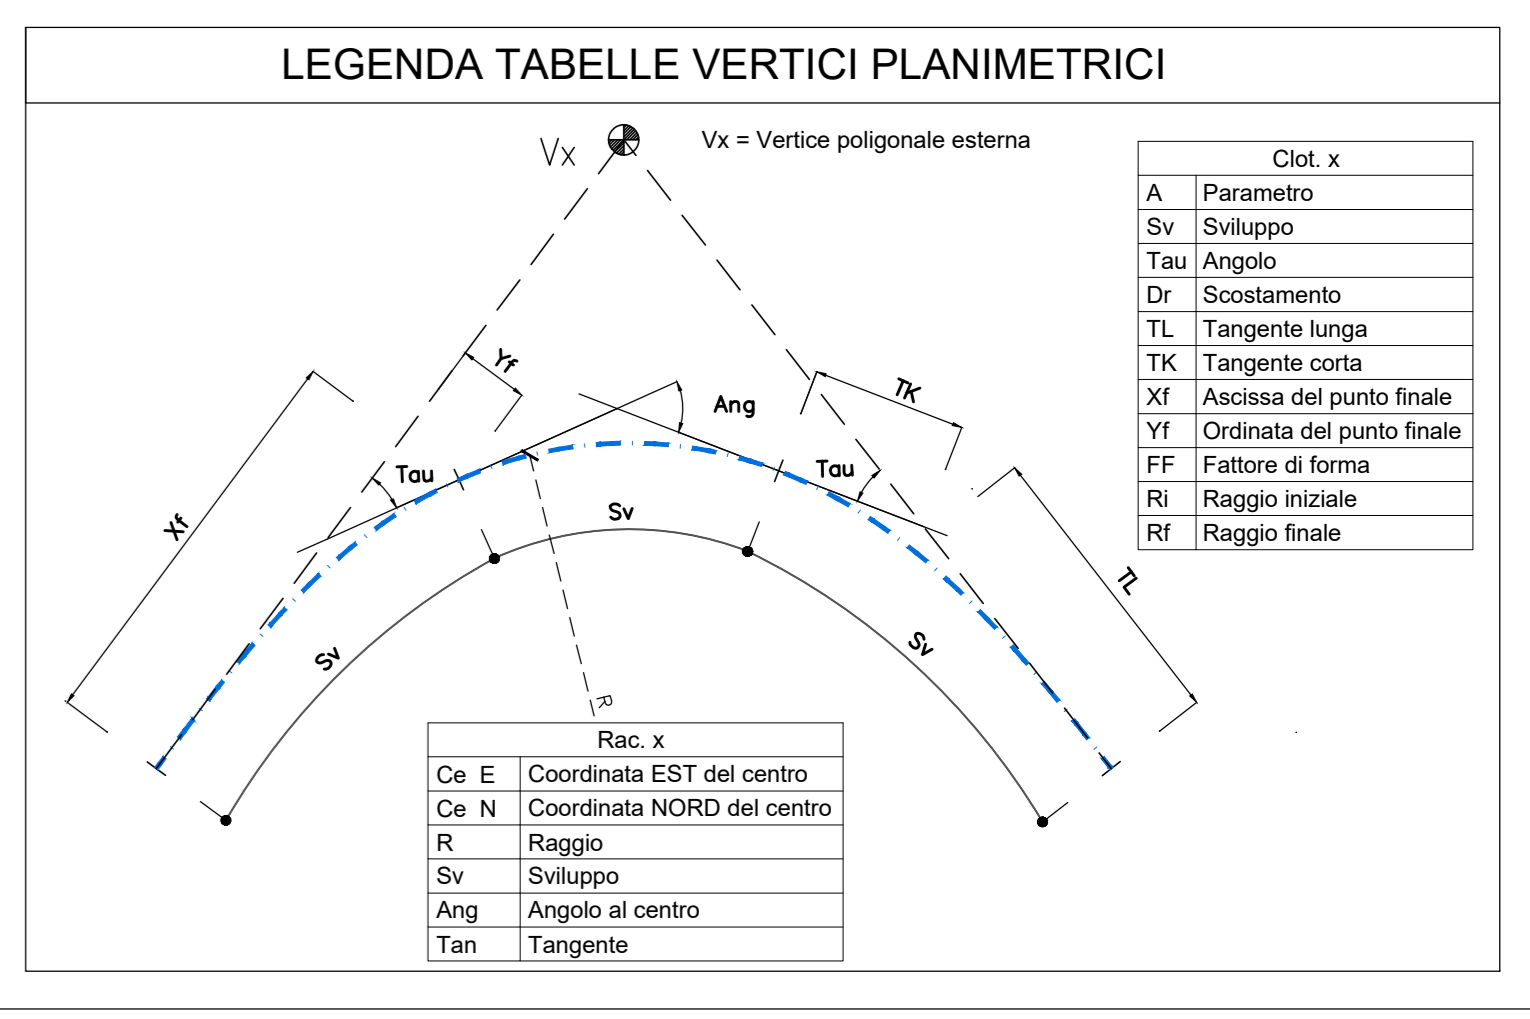 LEGENDA TABELLE VERTICI PLANIMETRICI
Vx
Vx = Vertice poligonale esterna
Clot. x
A Parametro
Sv Sviluppo
Tau Angolo
Dr Scostamento
TL Tangente lunga
TK Tangente corta
Xf Ascissa del punto finale
Yf Ordinata del punto finale
FF Fattore di forma
Ri Raggio iniziale
Rf Raggio finale
Yf
TK
Ang
Tau
Tau
Xf
Sv
TL
Sv
Sv
R
Rac. x
Ce E Coordinata EST del centro
Ce N Coordinata NORD del centro
R Raggio
Sv Sviluppo
Ang Angolo al centro
Tan Tangente